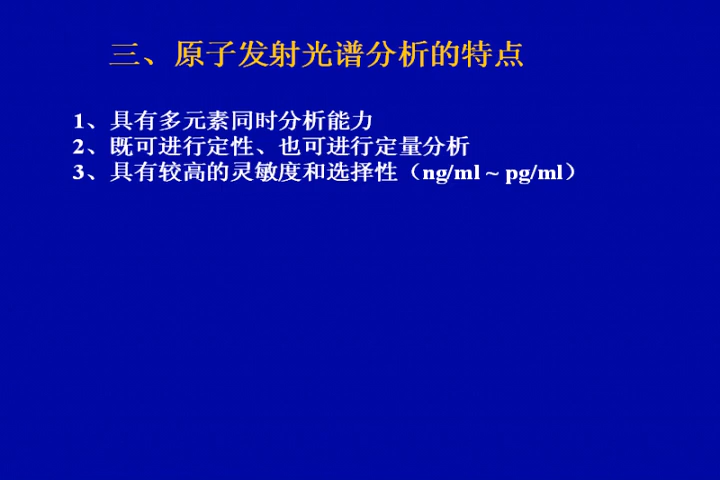 三、原子发射光谱分析的特点
1、具有多元素同时分析能力
2、既可进行定性、也可进行定量分析
3、具有较高的灵敏度和选择性（ng/ml ~ pg/ml）